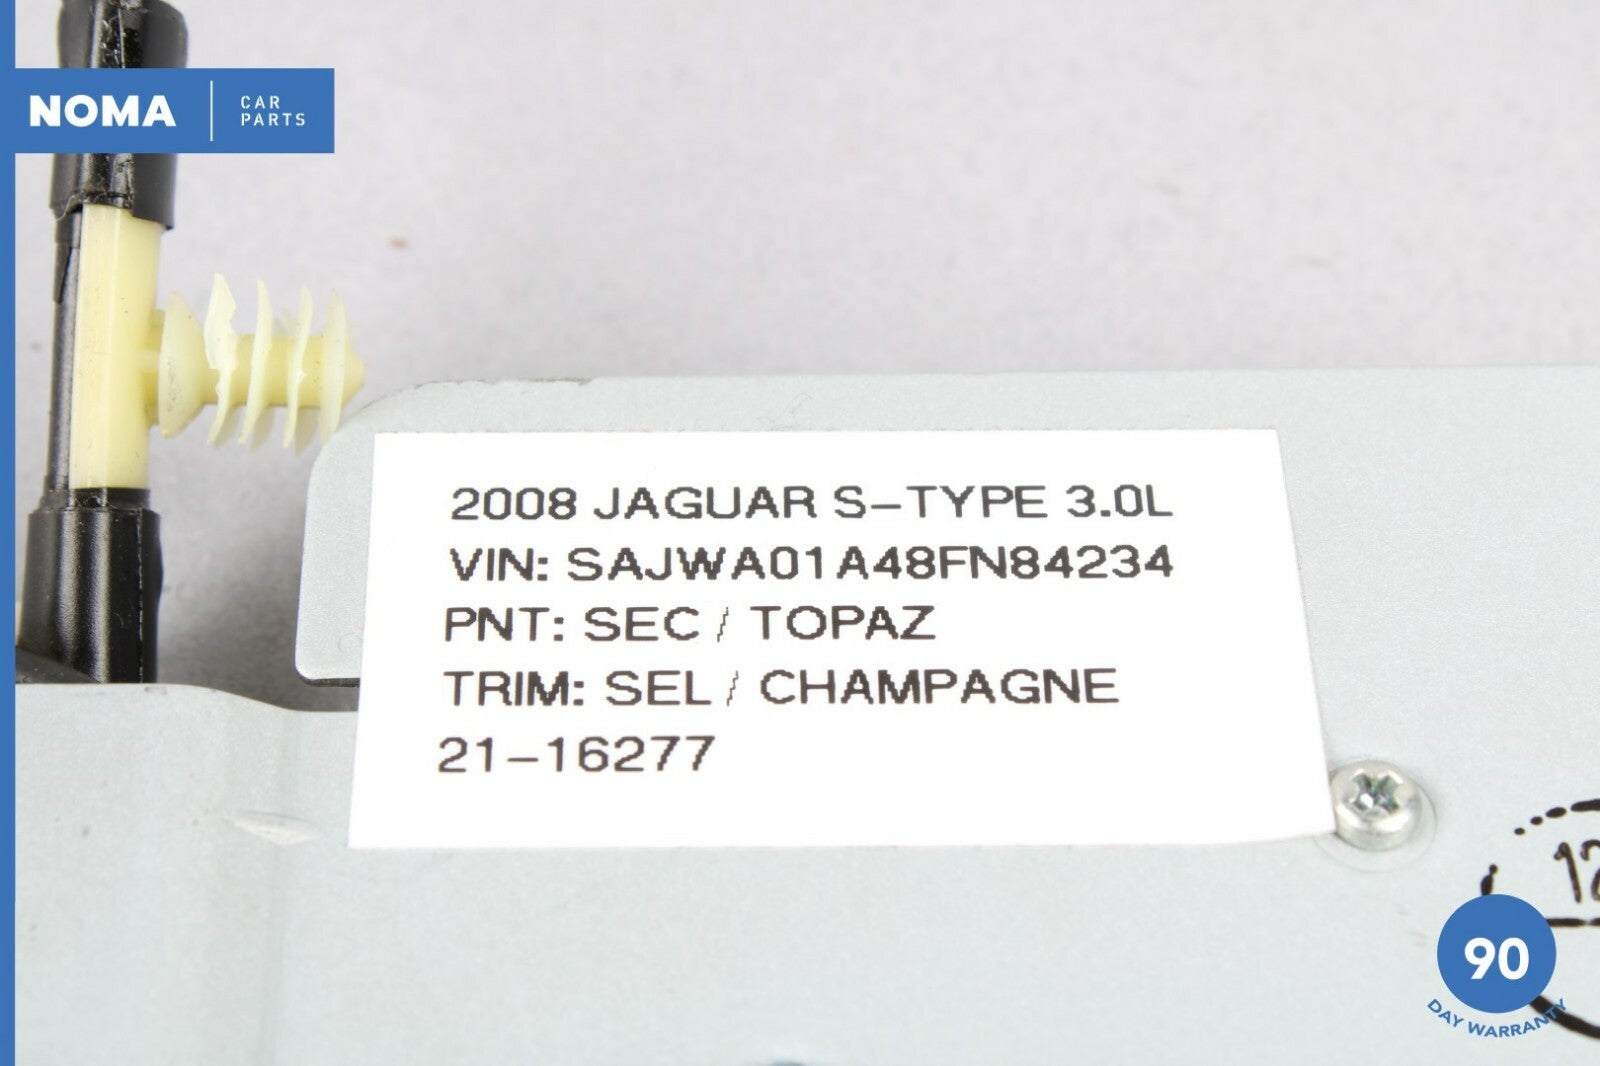 NOMA
CAR
PARTS
2008 JAGUAR S-TYPE 3.0L
VIN: SAJWA01A48FN84234
PNT: SEC / TOPAZ
TRIM: SEL / CHAMPAGNE
21-16277
12
90
DAY WARRANTY